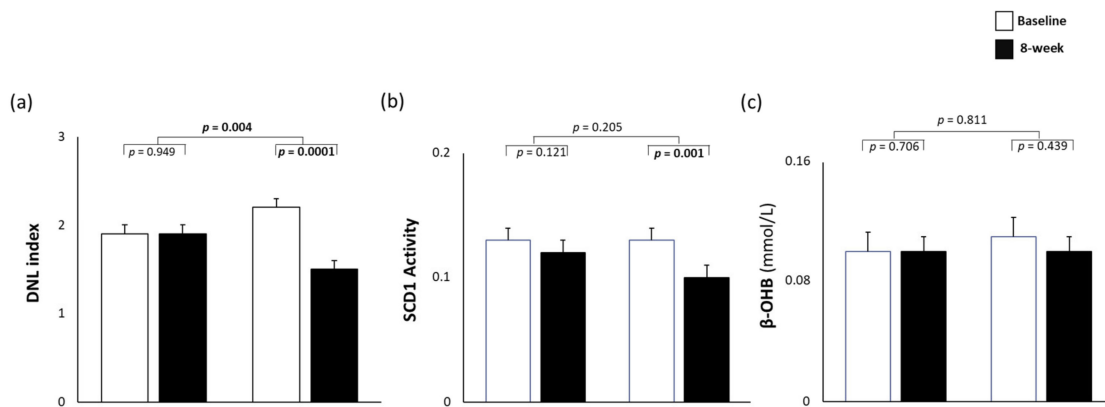 Baseline
8-week
(a)
p = 0.004
p = 0.949
p = 0.0001
3
2
1
0
DNL index
(b)
p = 0.205
p = 0.121
p = 0.001
0.2
0.1
0
SCD1 Activity
(c)
p = 0.811
p = 0.706
p = 0.439
0.16
0.08
0
β-OHB (mmol/L)